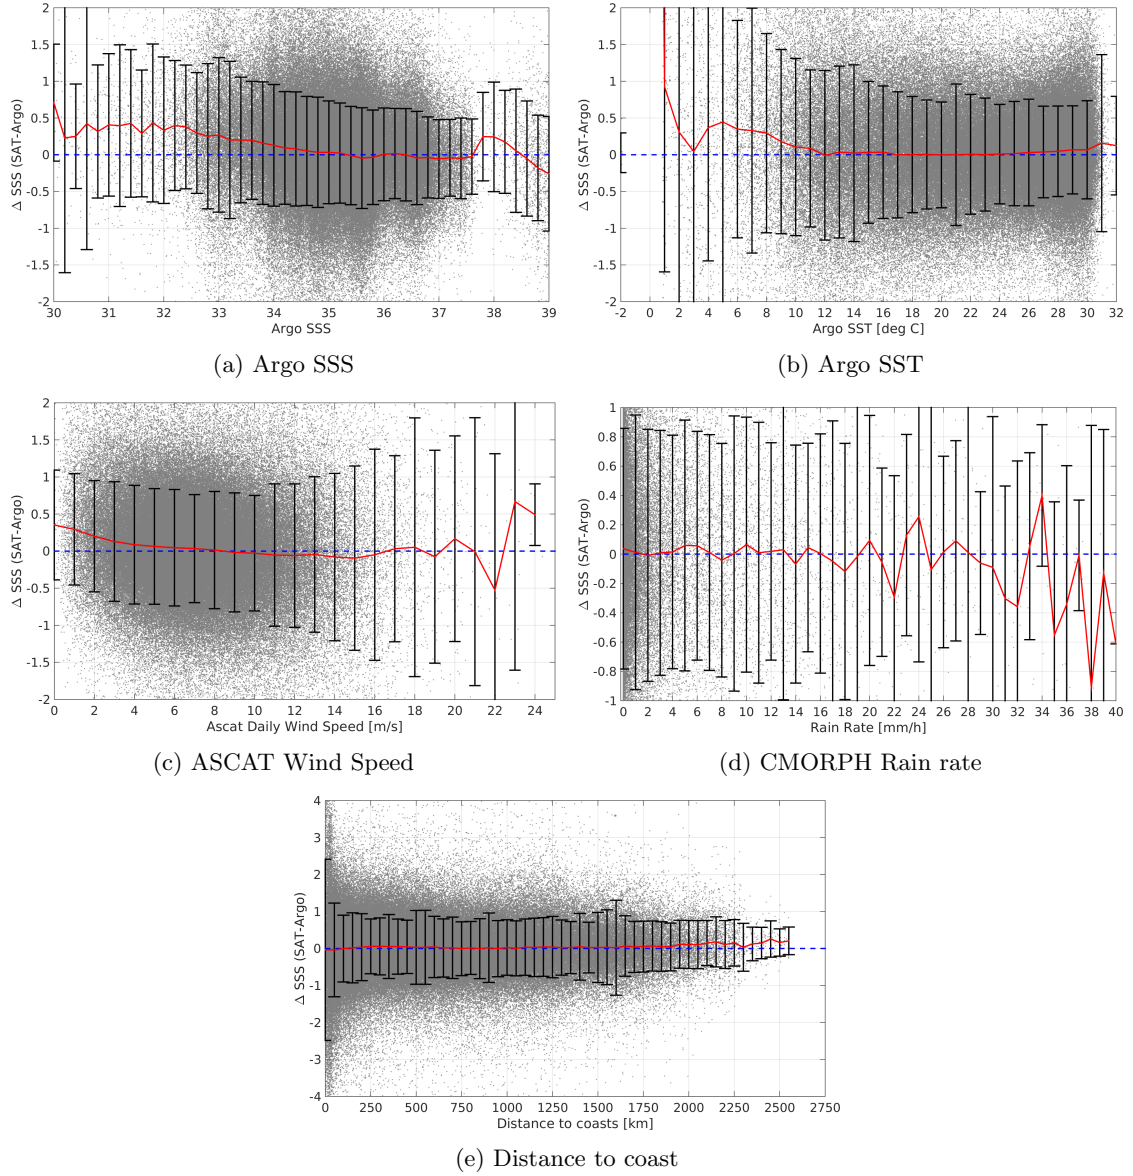 2
1.5
1
0.5
0
-0.5
-1
-1.5
-2
Δ SSS (SAT-Argo)
30 31 32 33 34 35 36 37 38 39
Argo SSS
(a) Argo SSS
2
1.5
1
0.5
0
-0.5
-1
-1.5
-2
Δ SSS (SAT-Argo)
-2 0 2 4 6 8 10 12 14 16 18 20 22 24 26 28 30 32
Argo SST [deg C]
(b) Argo SST
2
1.5
1
0.5
0
-0.5
-1
-1.5
-2
Δ SSS (SAT-Argo)
0 2 4 6 8 10 12 14 16 18 20 22 24
Ascat Daily Wind Speed [m/s]
(c) ASCAT Wind Speed
1
0.8
0.6
0.4
0.2
0
-0.2
-0.4
-0.6
-0.8
-1
Δ SSS (SAT-Argo)
0 2 4 6 8 10 12 14 16 18 20 22 24 26 28 30 32 34 36 38 40
Rain Rate [mm/h]
(d) CMORPH Rain rate
4
3
2
1
0
-1
-2
-3
-4
Δ SSS (SAT-Argo)
0 250 500 750 1000 1250 1500 1750 2000 2250 2500 2750
Distance to coasts [km]
(e) Distance to coast